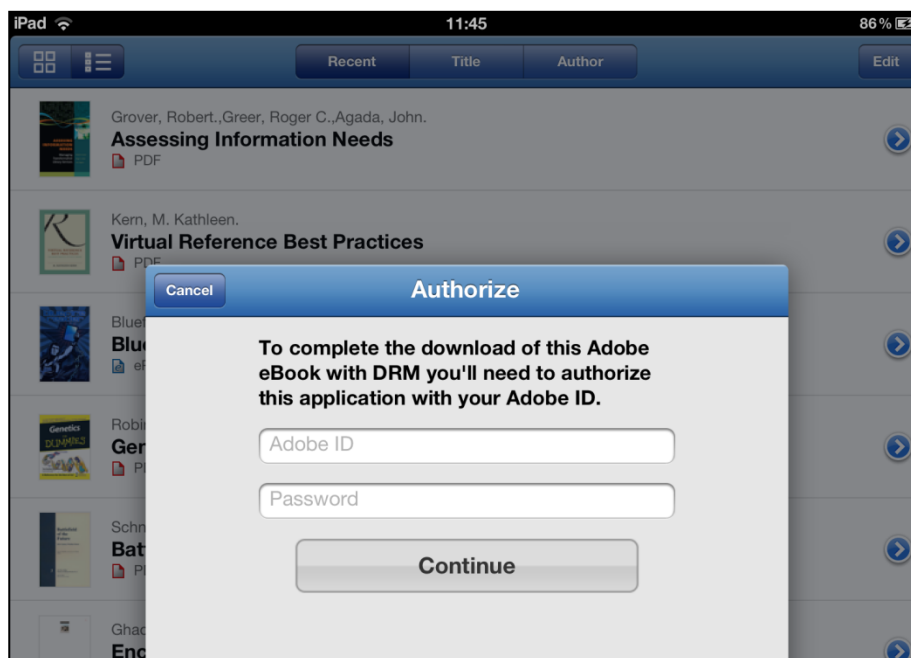 iPad 11:45 86%
Recent Title Author Edit
Grover, Robert.,Greer, Roger C.,Agada, John.
Assessing Information Needs
PDF
Kern, M. Kathleen.
Virtual Reference Best Practices
PDF
Cancel Authorize
To complete the download of this Adobe
eBook with DRM you'll need to authorize
this application with your Adobe ID.
Adobe ID
Password
Continue
Genetics
DUMMIES